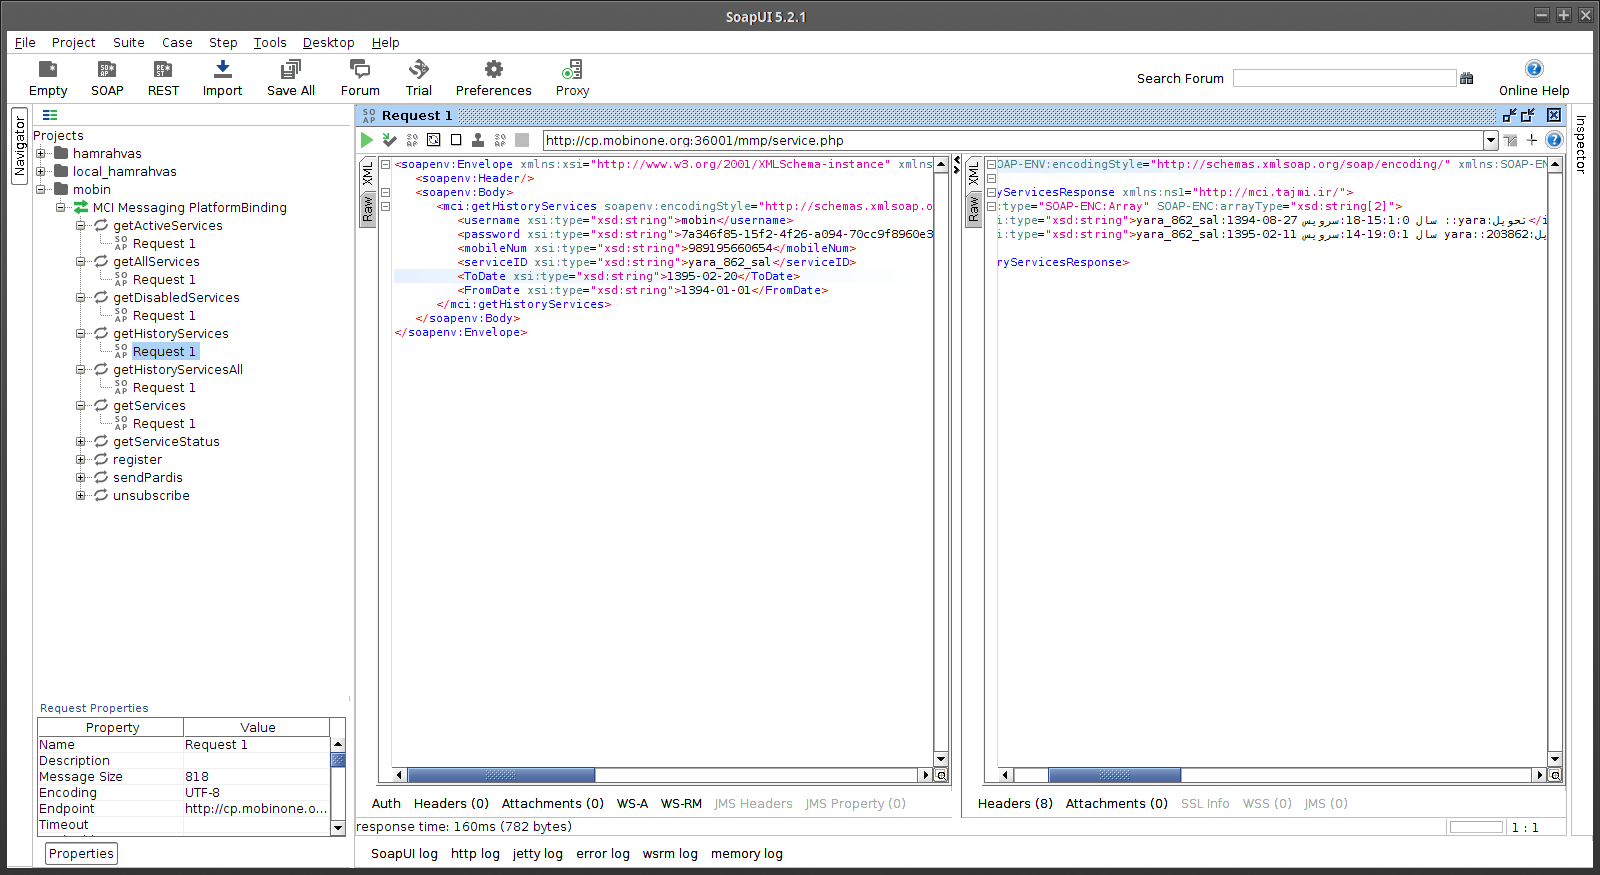 SoapUI 5.2.1
File Project Suite Case Step Tools Desktop Help
Empty SOAP REST Import Save All Forum Trial Preferences Proxy Search Forum Online Help
Navigator
Projects
hamrahvas
local_hamrahvas
mobin
MCI Messaging PlatformBinding
getActiveServices
Request 1
getAllServices
Request 1
getDisabledServices
Request 1
getHistoryServices
Request 1
getHistoryServicesAll
Request 1
getServices
Request 1
getServiceStatus
register
sendPardis
unsubscribe
Request Properties
Property Value
Name Request 1
Description
Message Size 818
Encoding UTF-8
Endpoint http://cp.mobinone.o...
Timeout
Properties
Request 1
http://cp.mobinone.org:36001/mmp/service.php
XML
Raw
<soapenv:Envelope xmlns:xsi="http://www.w3.org/2001/XMLSchema-instance" xmlns
<soapenv:Header/>
<soapenv:Body>
<mci:getHistoryServices soapenv:encodingStyle="http://schemas.xmlsoap.o
<username xsi:type="xsd:string">mobin</username>
<password xsi:type="xsd:string">7a346f85-15f2-4f26-a094-70cc9f8960e3
<mobileNum xsi:type="xsd:string">989195660654</mobileNum>
<serviceID xsi:type="xsd:string">yara_862_sal</serviceID>
<ToDate xsi:type="xsd:string">1395-02-20</ToDate>
<FromDate xsi:type="xsd:string">1394-01-01</FromDate>
</mci:getHistoryServices>
</soapenv:Body>
</soapenv:Envelope>
Auth Headers (0) Attachments (0) WS-A WS-RM JMS Headers JMS Property (0)
XML
Raw
OAP-ENV:encodingStyle="http://schemas.xmlsoap.org/soap/encoding/" xmlns:SOAP-EN
yServicesResponse xmlns:ns1="http://mci.tajmi.ir/">
:type="SOAP-ENC:Array" SOAP-ENC:arrayType="xsd:string[2]">
i:type="xsd:string">yara_862_sal:1394-08-27 سرویس:18-15:1:0 سال ::yara:تحویل</i
i:type="xsd:string">yara_862_sal:1395-02-11 سرویس:14-19:0:1 سال yara::203862:یل
ryServicesResponse>
Headers (8) Attachments (0) SSL Info WSS (0) JMS (0)
Inspector
response time: 160ms (782 bytes)
1 : 1
SoapUI log http log jetty log error log wsrm log memory log